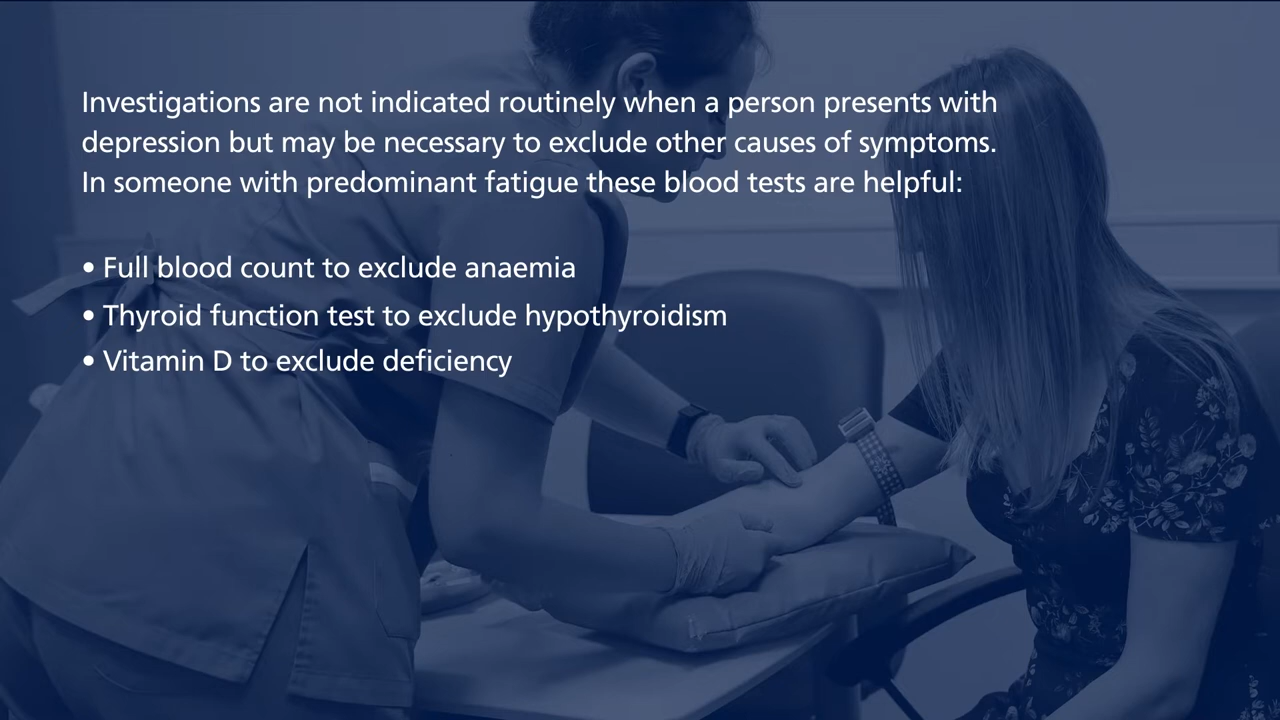 Investigations are not indicated routinely when a person presents with
depression but may be necessary to exclude other causes of symptoms.
In someone with predominant fatigue these blood tests are helpful:
• Full blood count to exclude anaemia
• Thyroid function test to exclude hypothyroidism
• Vitamin D to exclude deficiency